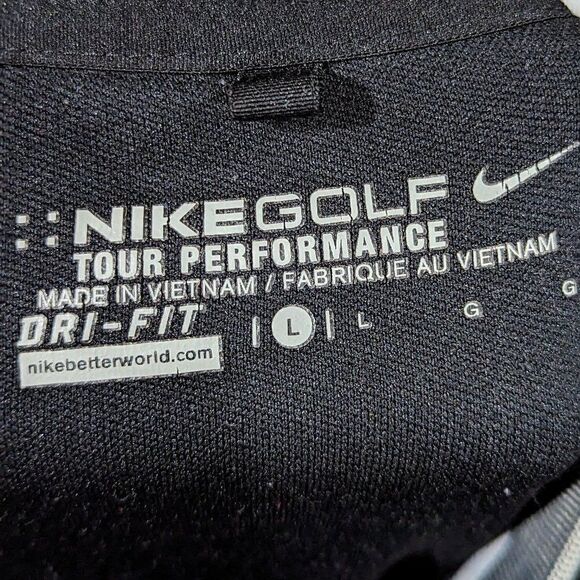 NIKEGOLF
TOUR PERFORMANCE
MADE IN VIETNAM / FABRIQUE AU VIETNAM
DRI-FIT | L | L G G
nikebetterworld.com